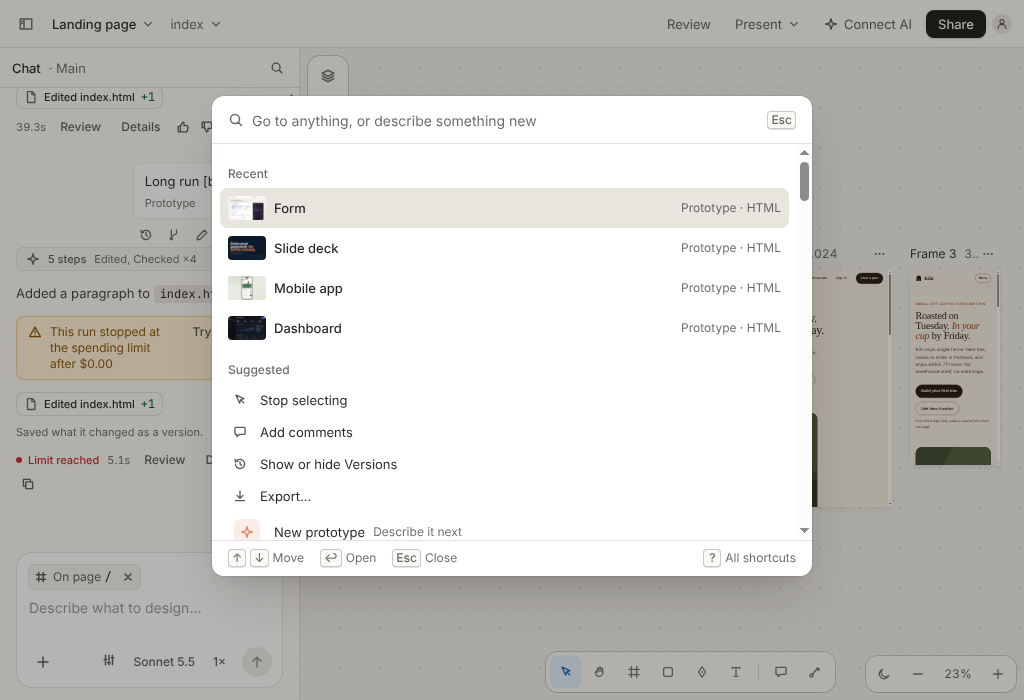 Landing page
index
Review
Present
Connect AI
Share
Chat · Main
Edited index.html +1
39.3s Review Details
Long run [b
Prototype
5 steps Edited, Checked ×4
Added a paragraph to index.h
This run stopped at
the spending limit
after $0.00
Try
Edited index.html +1
Saved what it changed as a version.
Limit reached 5.1s Review D
On page /
Describe what to design...
Sonnet 5.5 1×
Go to anything, or describe something new
Esc
Recent
Form Prototype · HTML
Slide deck Prototype · HTML
Mobile app Prototype · HTML
Dashboard Prototype · HTML
Suggested
Stop selecting
Add comments
Show or hide Versions
Export...
New prototype Describe it next
Move
Open
Esc Close
? All shortcuts
024 ···
Frame 3 3.. ···
Kiln
Roasted on
Tuesday. In your
cup by Friday.
23%